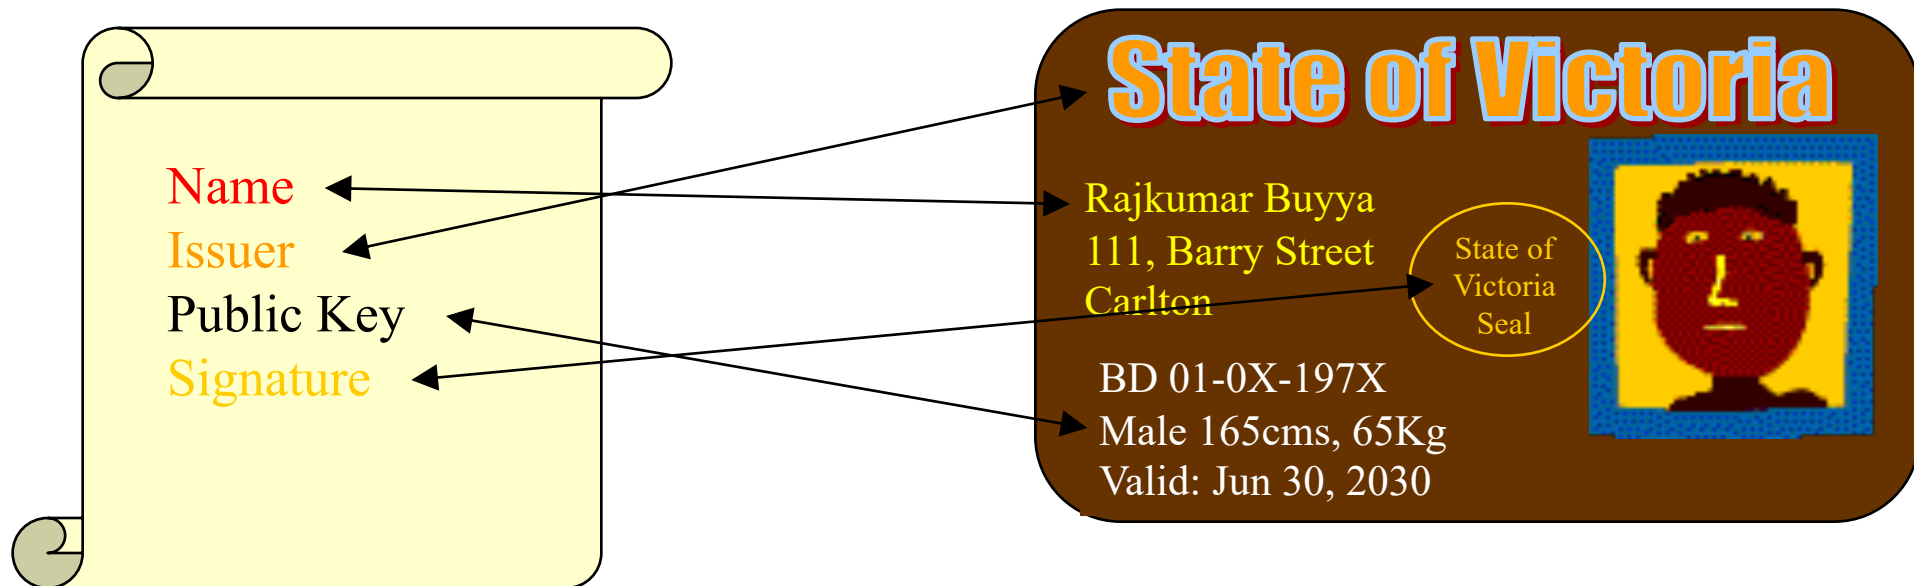 Name
Issuer
Public Key
Signature
State of Victoria
Rajkumar Buyya
111, Barry Street
Carlton
State of
Victoria
Seal
BD 01-0X-197X
Male 165cms, 65Kg
Valid: Jun 30, 2030